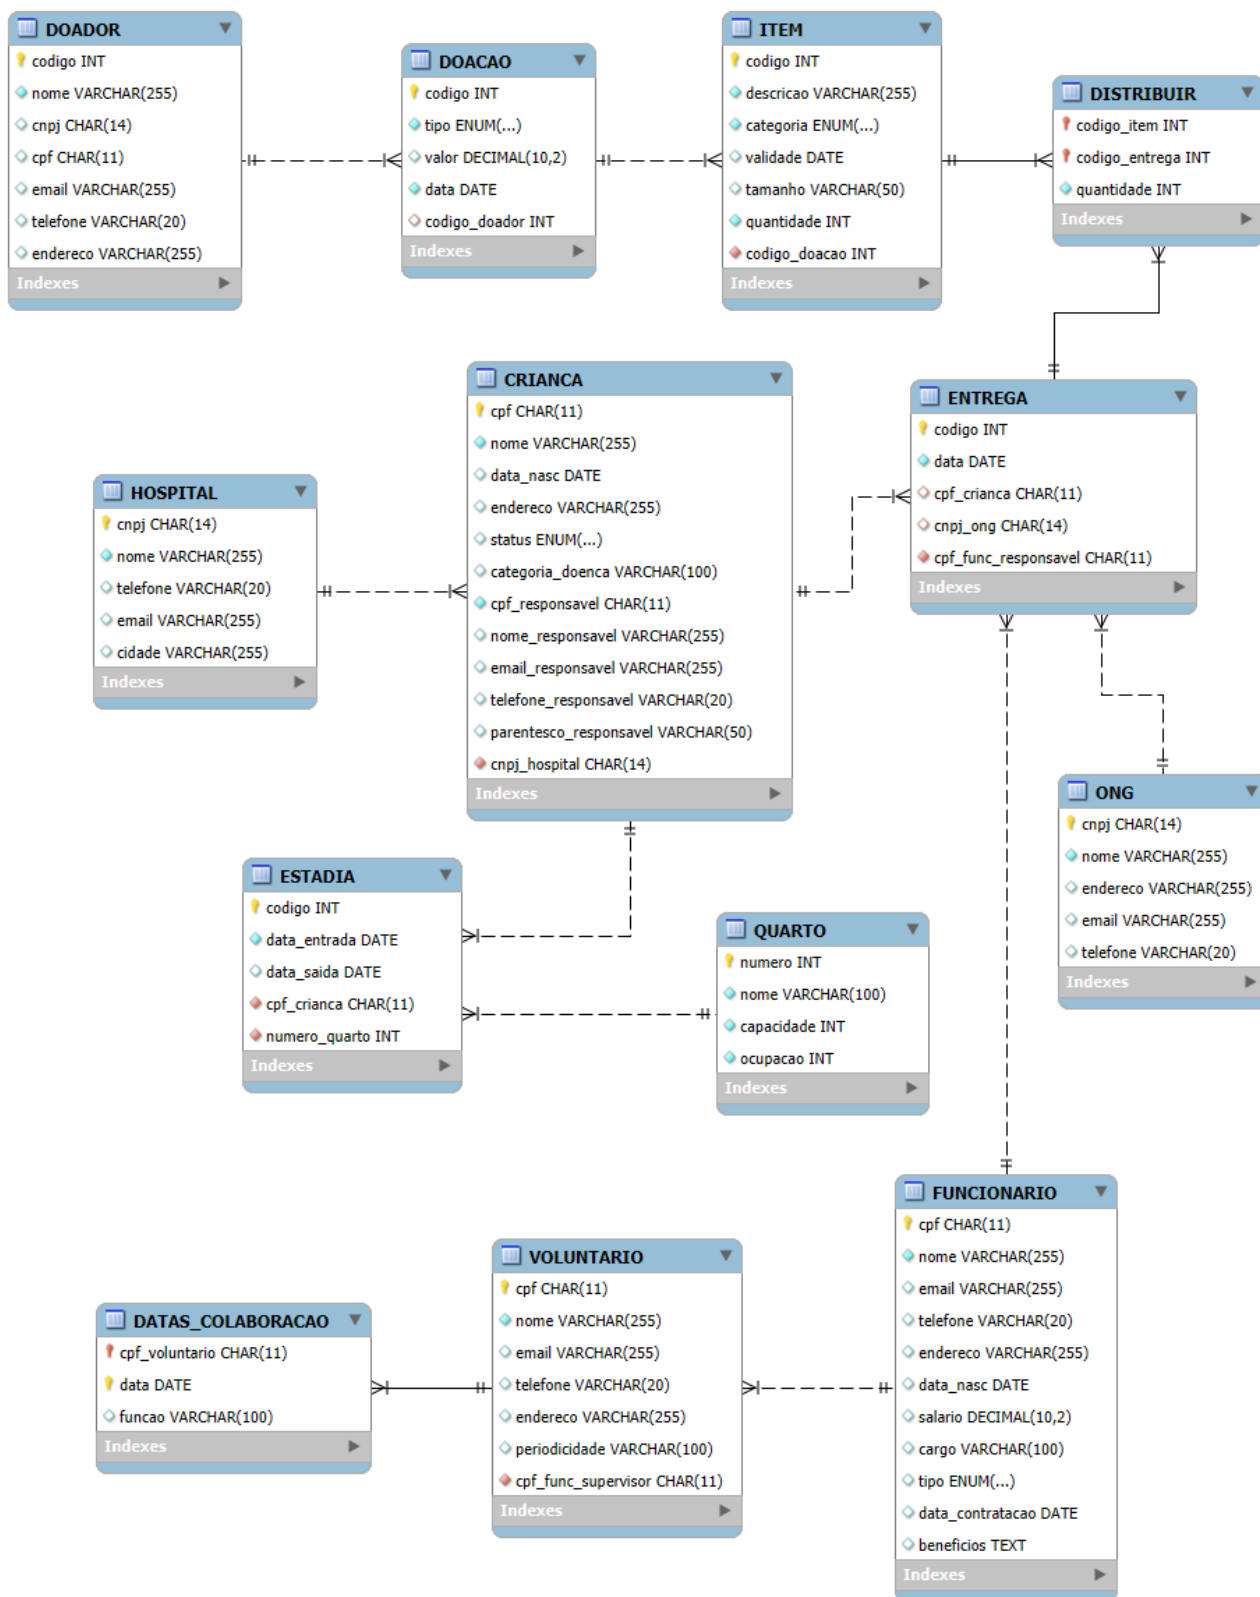 DOADOR
codigo INT
nome VARCHAR(255)
cnpj CHAR(14)
cpf CHAR(11)
email VARCHAR(255)
telefone VARCHAR(20)
endereco VARCHAR(255)
Indexes
DOACAO
codigo INT
tipo ENUM(...)
valor DECIMAL(10,2)
data DATE
codigo_doador INT
Indexes
ITEM
codigo INT
descricao VARCHAR(255)
categoria ENUM(...)
validade DATE
tamanho VARCHAR(50)
quantidade INT
codigo_doacao INT
Indexes
DISTRIBUIR
codigo_item INT
codigo_entrega INT
quantidade INT
Indexes
CRIANCA
cpf CHAR(11)
nome VARCHAR(255)
data_nasc DATE
endereco VARCHAR(255)
status ENUM(...)
categoria_doenca VARCHAR(100)
cpf_responsavel CHAR(11)
nome_responsavel VARCHAR(255)
email_responsavel VARCHAR(255)
telefone_responsavel VARCHAR(20)
parentesco_responsavel VARCHAR(50)
cnpj_hospital CHAR(14)
Indexes
ENTREGA
codigo INT
data DATE
cpf_crianca CHAR(11)
cnpj_ong CHAR(14)
cpf_func_responsavel CHAR(11)
Indexes
HOSPITAL
cnpj CHAR(14)
nome VARCHAR(255)
telefone VARCHAR(20)
email VARCHAR(255)
cidade VARCHAR(255)
Indexes
ONG
cnpj CHAR(14)
nome VARCHAR(255)
endereco VARCHAR(255)
email VARCHAR(255)
telefone VARCHAR(20)
Indexes
ESTADIA
codigo INT
data_entrada DATE
data_saida DATE
cpf_crianca CHAR(11)
numero_quarto INT
Indexes
QUARTO
numero INT
nome VARCHAR(100)
capacidade INT
ocupacao INT
Indexes
FUNCIONARIO
cpf CHAR(11)
nome VARCHAR(255)
email VARCHAR(255)
telefone VARCHAR(20)
endereco VARCHAR(255)
data_nasc DATE
salario DECIMAL(10,2)
cargo VARCHAR(100)
tipo ENUM(...)
data_contratacao DATE
beneficios TEXT
Indexes
VOLUNTARIO
cpf CHAR(11)
nome VARCHAR(255)
email VARCHAR(255)
telefone VARCHAR(20)
endereco VARCHAR(255)
periodicidade VARCHAR(100)
cpf_func_supervisor CHAR(11)
Indexes
DATAS_COLABORACAO
cpf_voluntario CHAR(11)
data DATE
funcao VARCHAR(100)
Indexes